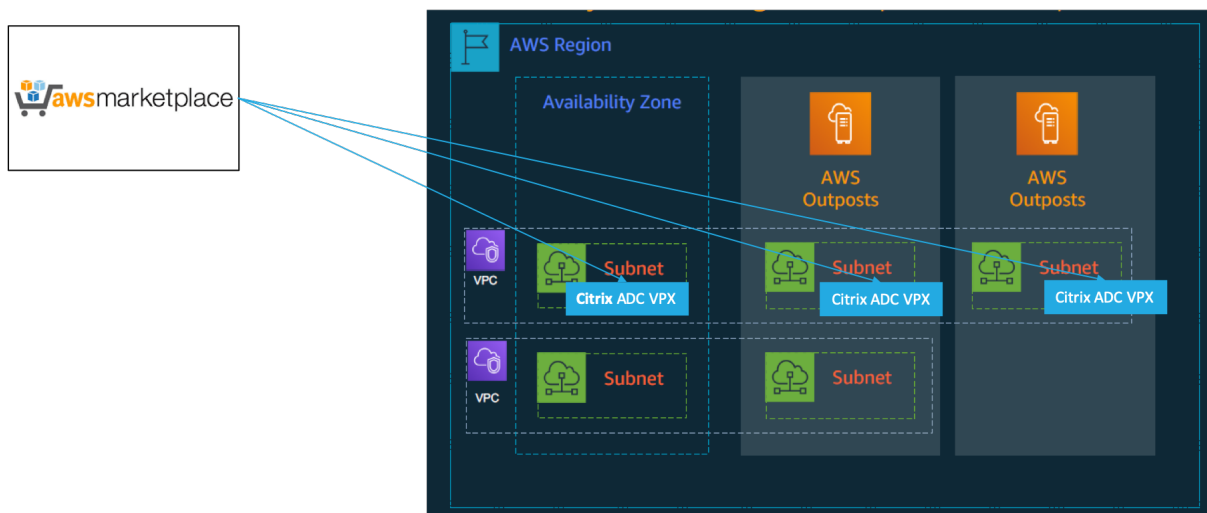 awsmarketplace
AWS Region
Availability Zone
AWS
Outposts
AWS
Outposts
VPC
Subnet
Citrix ADC VPX
Subnet
Citrix ADC VPX
Subnet
Citrix ADC VPX
VPC
Subnet
Subnet